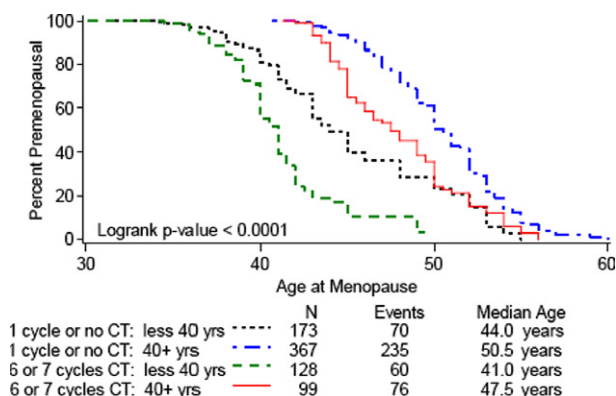 100
80
60
40
20
0
Percent Premenopausal
Logrank p-value < 0.0001
30 40 50 60
Age at Menopause
N Events Median Age
1 cycle or no CT: less 40 yrs 173 70 44.0 years
1 cycle or no CT: 40+ yrs 367 235 50.5 years
6 or 7 cycles CT: less 40 yrs 128 60 41.0 years
6 or 7 cycles CT: 40+ yrs 99 76 47.5 years